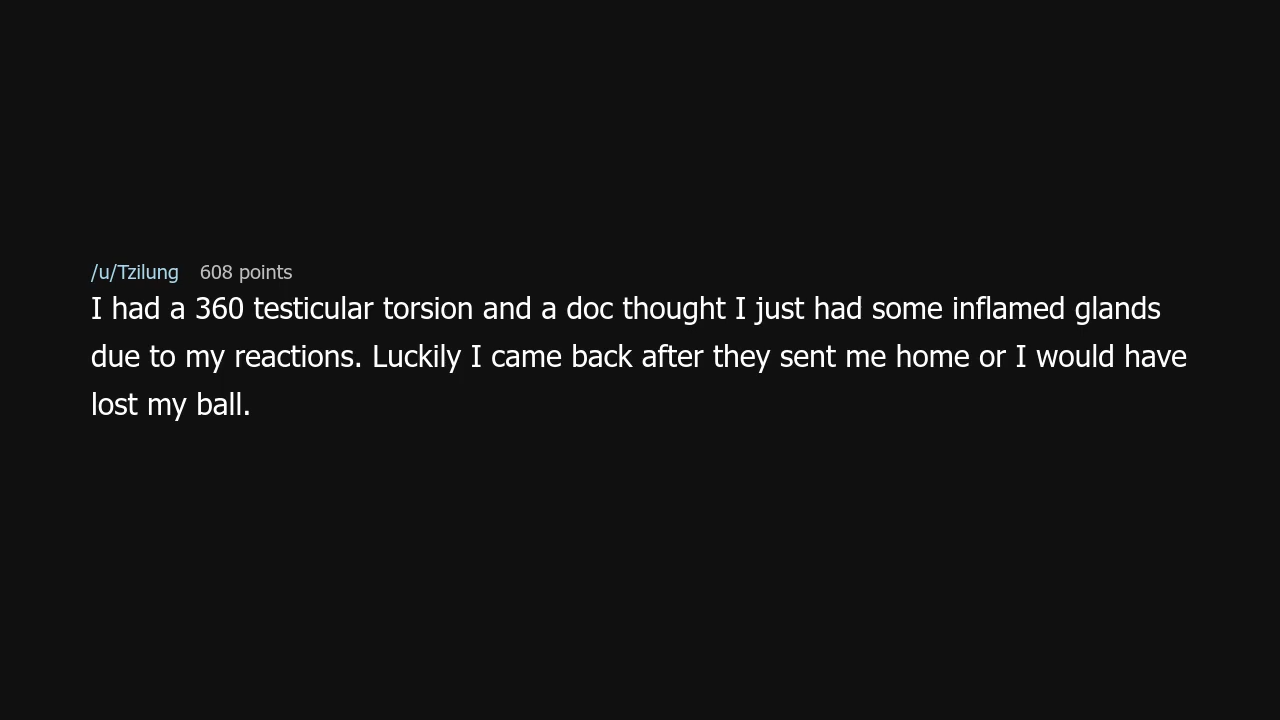 /u/Tzilung 608 points
I had a 360 testicular torsion and a doc thought I just had some inflamed glands
due to my reactions. Luckily I came back after they sent me home or I would have
lost my ball.